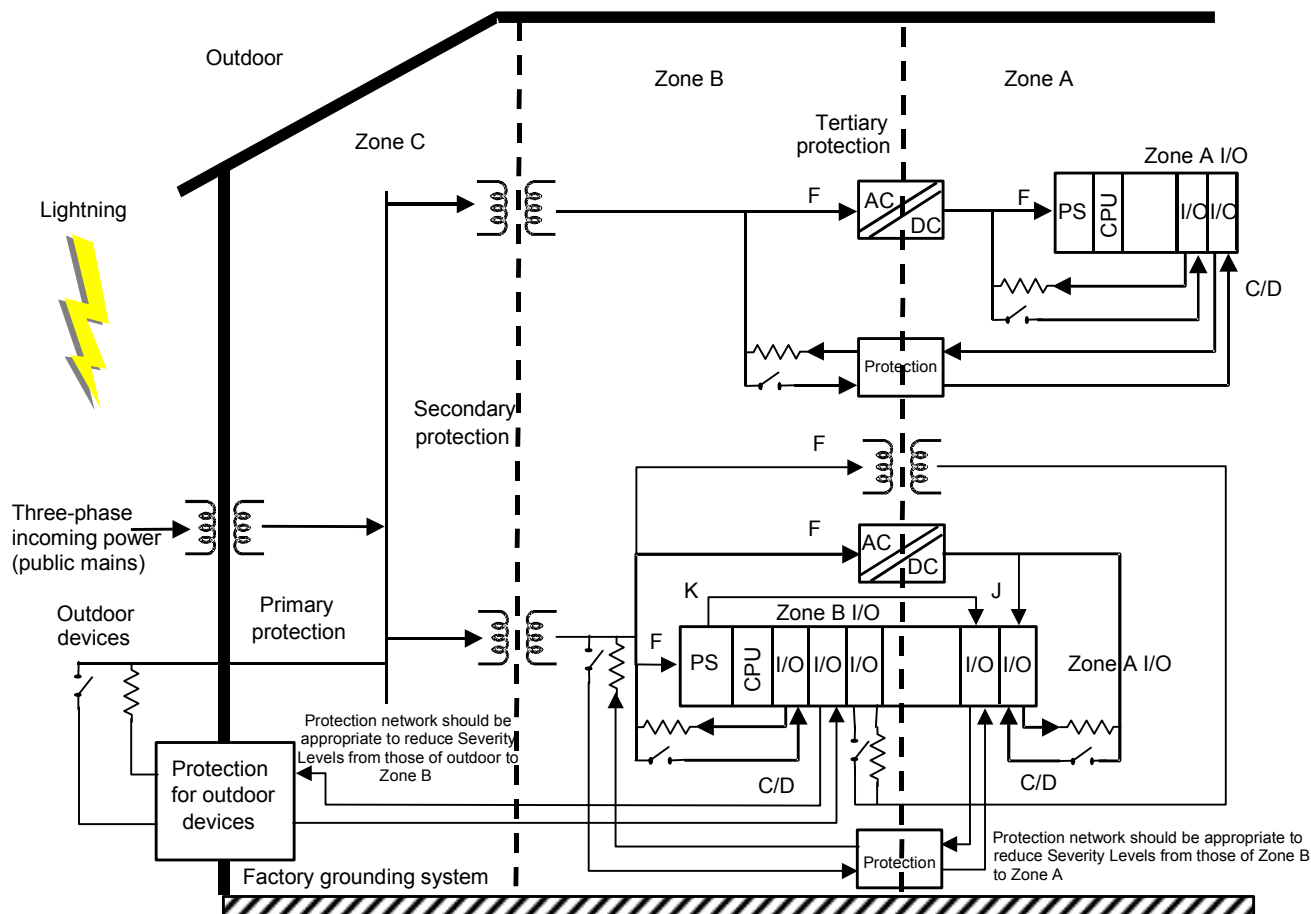 Outdoor
Zone B
Zone A
Zone C
Tertiary
protection
Zone A I/O
Lightning
F
AC
DC
F
PS
CPU
I/O
I/O
C/D
Protection
Secondary
protection
F
Three-phase
incoming power
(public mains)
F
AC
DC
Outdoor
devices
Primary
protection
K
J
Zone B I/O
F
PS
CPU
I/O
I/O
I/O
I/O
I/O
Zone A I/O
Protection network should be
appropriate to reduce Severity
Levels from those of outdoor to
Zone B
Protection
for outdoor
devices
C/D
C/D
Protection
Protection network should be appropriate to
reduce Severity Levels from those of Zone B
to Zone A
Factory grounding system